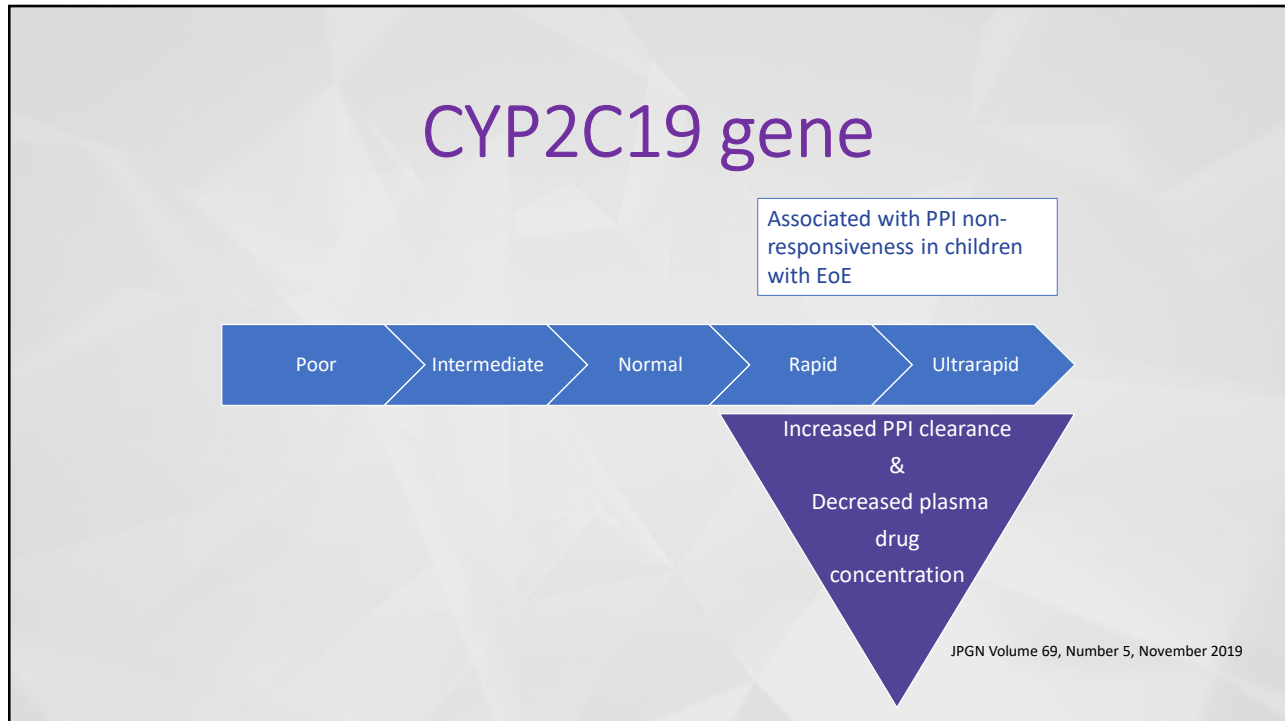 CYP2C19 gene
Associated with PPI non-
responsiveness in children
with EoE
Poor
Intermediate
Normal
Rapid
Ultrarapid
Increased PPI clearance
&
Decreased plasma
drug
concentration
JPGN Volume 69, Number 5, November 2019